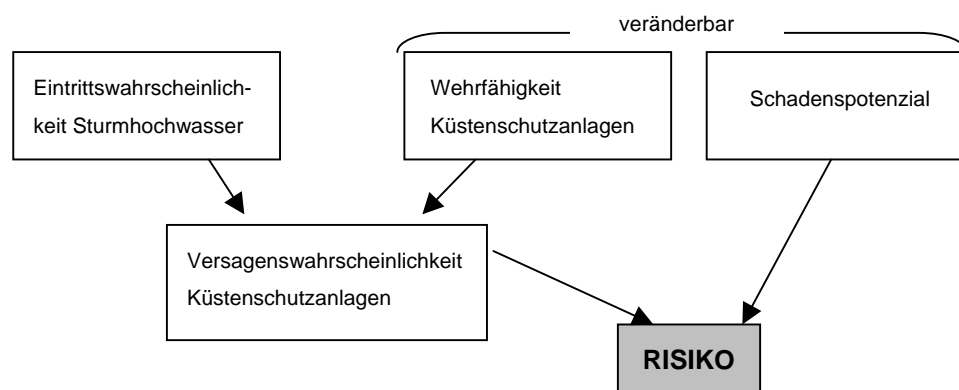 veränderbar
Eintrittswahrscheinlich-
keit Sturmhochwasser
Wehrfähigkeit
Küstenschutzanlagen
Schadenspotenzial
Versagenswahrscheinlichkeit
Küstenschutzanlagen
RISIKO